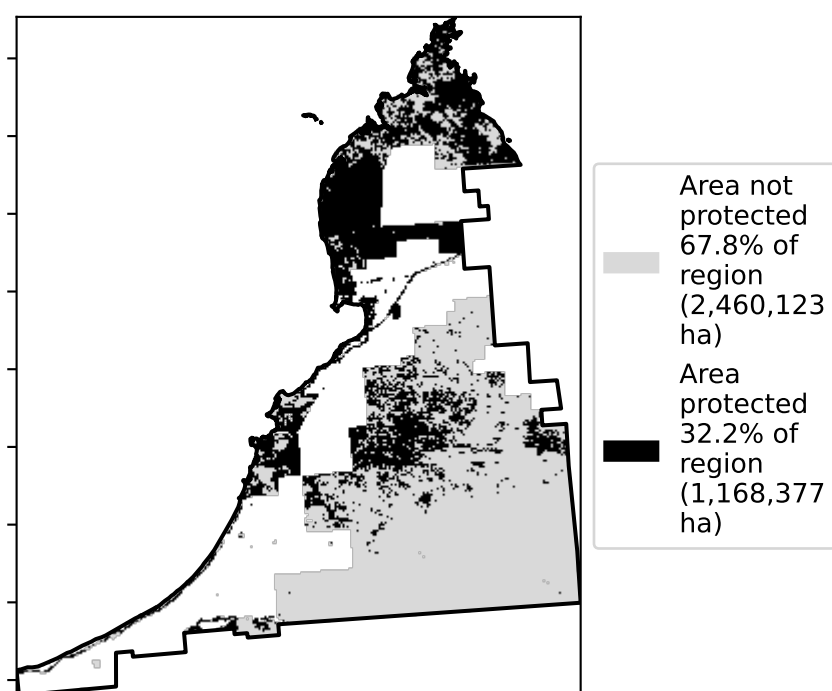 Area not
protected
67.8% of
region
(2,460,123
ha)
Area
protected
32.2% of
region
(1,168,377
ha)